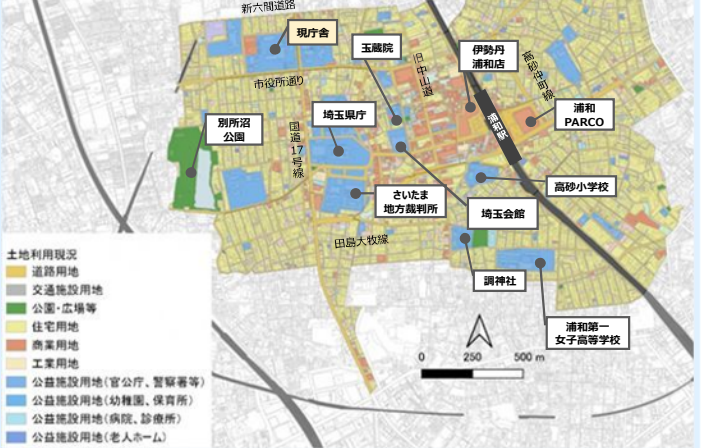 新六間道路
現庁舎
玉蔵院
旧中山道
伊勢丹
浦和店
高砂仲町線
市役所通り
別所沼
公園
国道17号線
埼玉県庁
浦和駅
浦和
PARCO
さいたま
地方裁判所
高砂小学校
埼玉会館
田島大牧線
調神社
浦和第一
女子高等学校
0 250 500 m
土地利用現況
道路用地
交通施設用地
公園・広場等
住宅用地
商業用地
工業用地
公益施設用地(官公庁、警察署等)
公益施設用地(幼稚園、保育所)
公益施設用地(病院、診療所)
公益施設用地(老人ホーム)